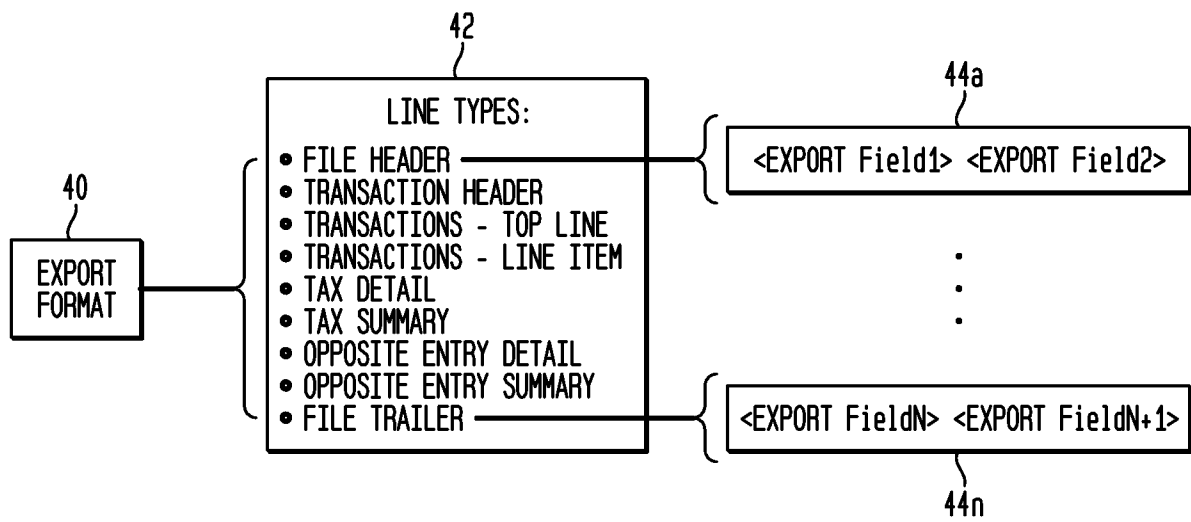 42
LINE TYPES:
• FILE HEADER
• TRANSACTION HEADER
• TRANSACTIONS - TOP LINE
• TRANSACTIONS - LINE ITEM
• TAX DETAIL
• TAX SUMMARY
• OPPOSITE ENTRY DETAIL
• OPPOSITE ENTRY SUMMARY
• FILE TRAILER
40
EXPORT
FORMAT
44a
<EXPORT Field1> <EXPORT Field2>
<EXPORT FieldN> <EXPORT FieldN+1>
44n